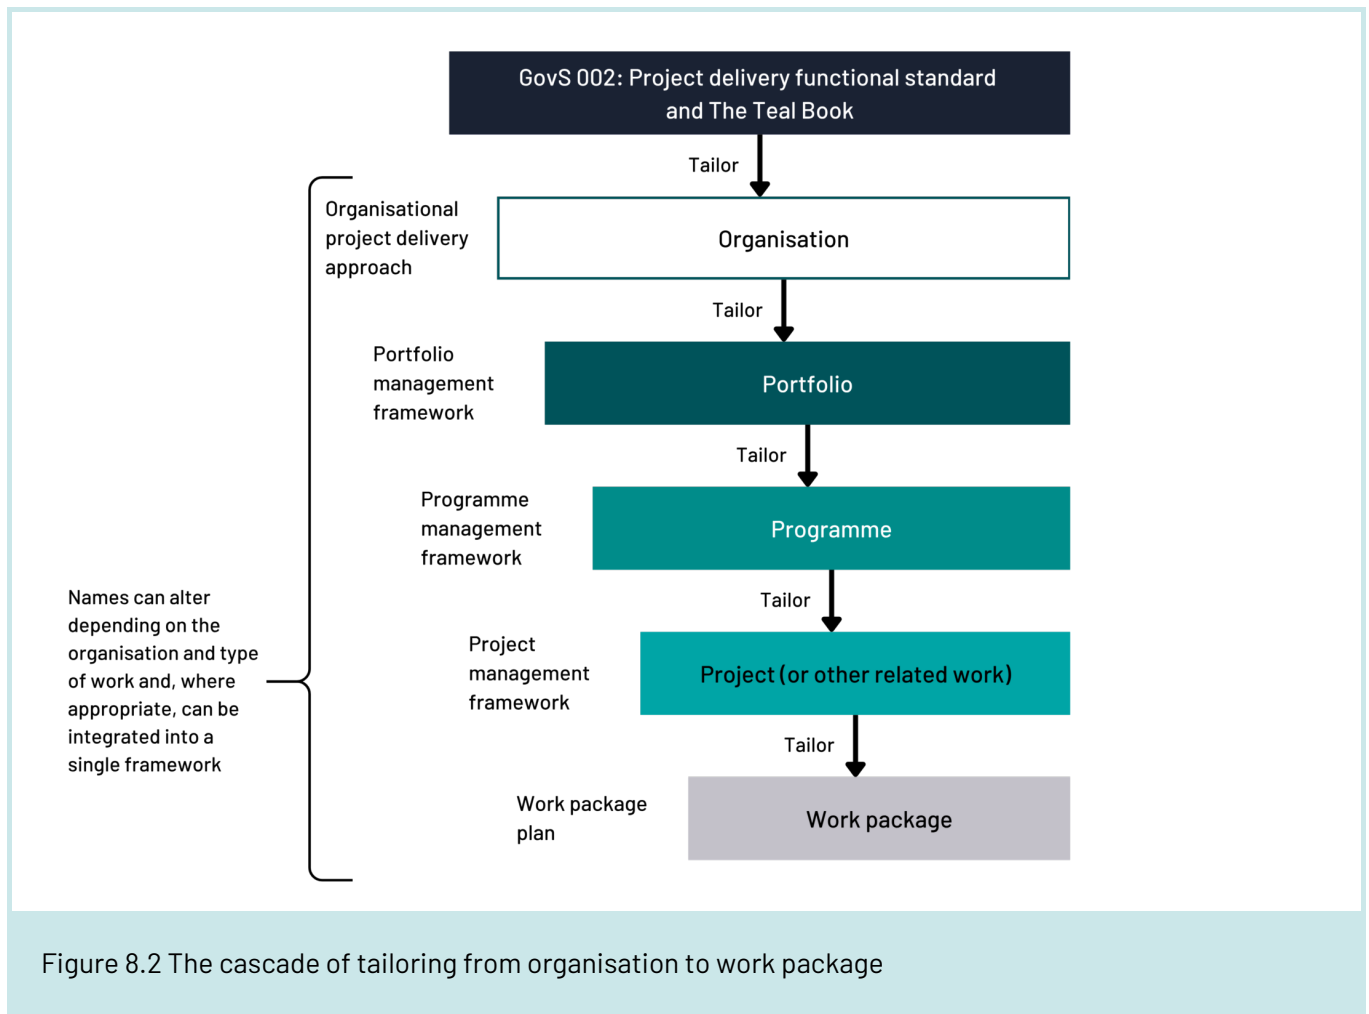 GovS 002: Project delivery functional standard
and The Teal Book
Tailor
Organisational
project delivery
approach
Organisation
Tailor
Portfolio
management
framework
Portfolio
Tailor
Programme
management
framework
Programme
Tailor
Names can alter
depending on the
organisation and type
of work and, where
appropriate, can be
integrated into a
single framework
Project
management
framework
Project (or other related work)
Tailor
Work package
plan
Work package
Figure 8.2 The cascade of tailoring from organisation to work package